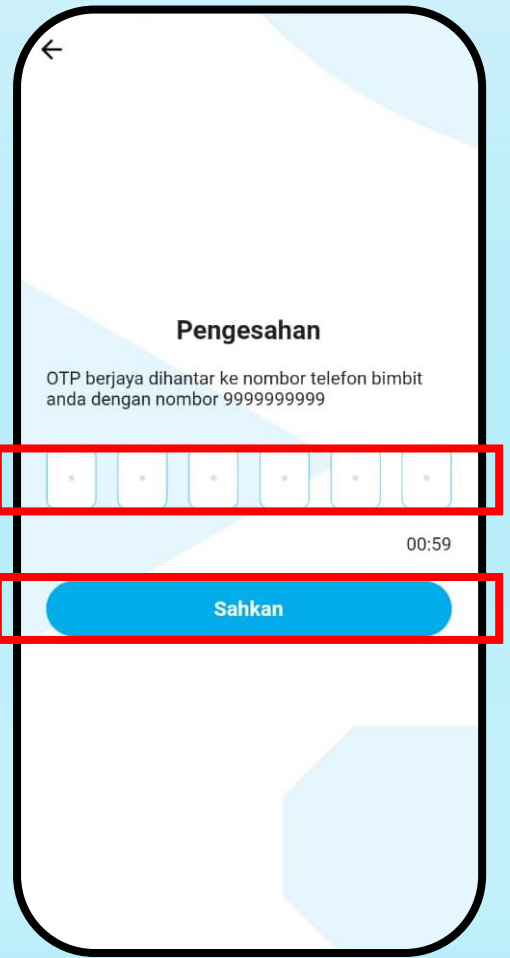 Pengesahan
OTP berjaya dihantar ke nombor telefon bimbit
anda dengan nombor 9999999999
00:59
Sahkan